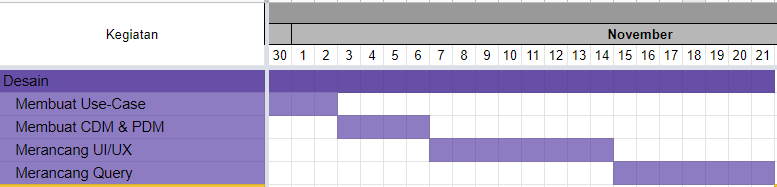 Kegiatan
November
30 1 2 3 4 5 6 7 8 9 10 11 12 13 14 15 16 17 18 19 20 21
Desain
Membuat Use-Case
Membuat CDM & PDM
Merancang UI/UX
Merancang Query